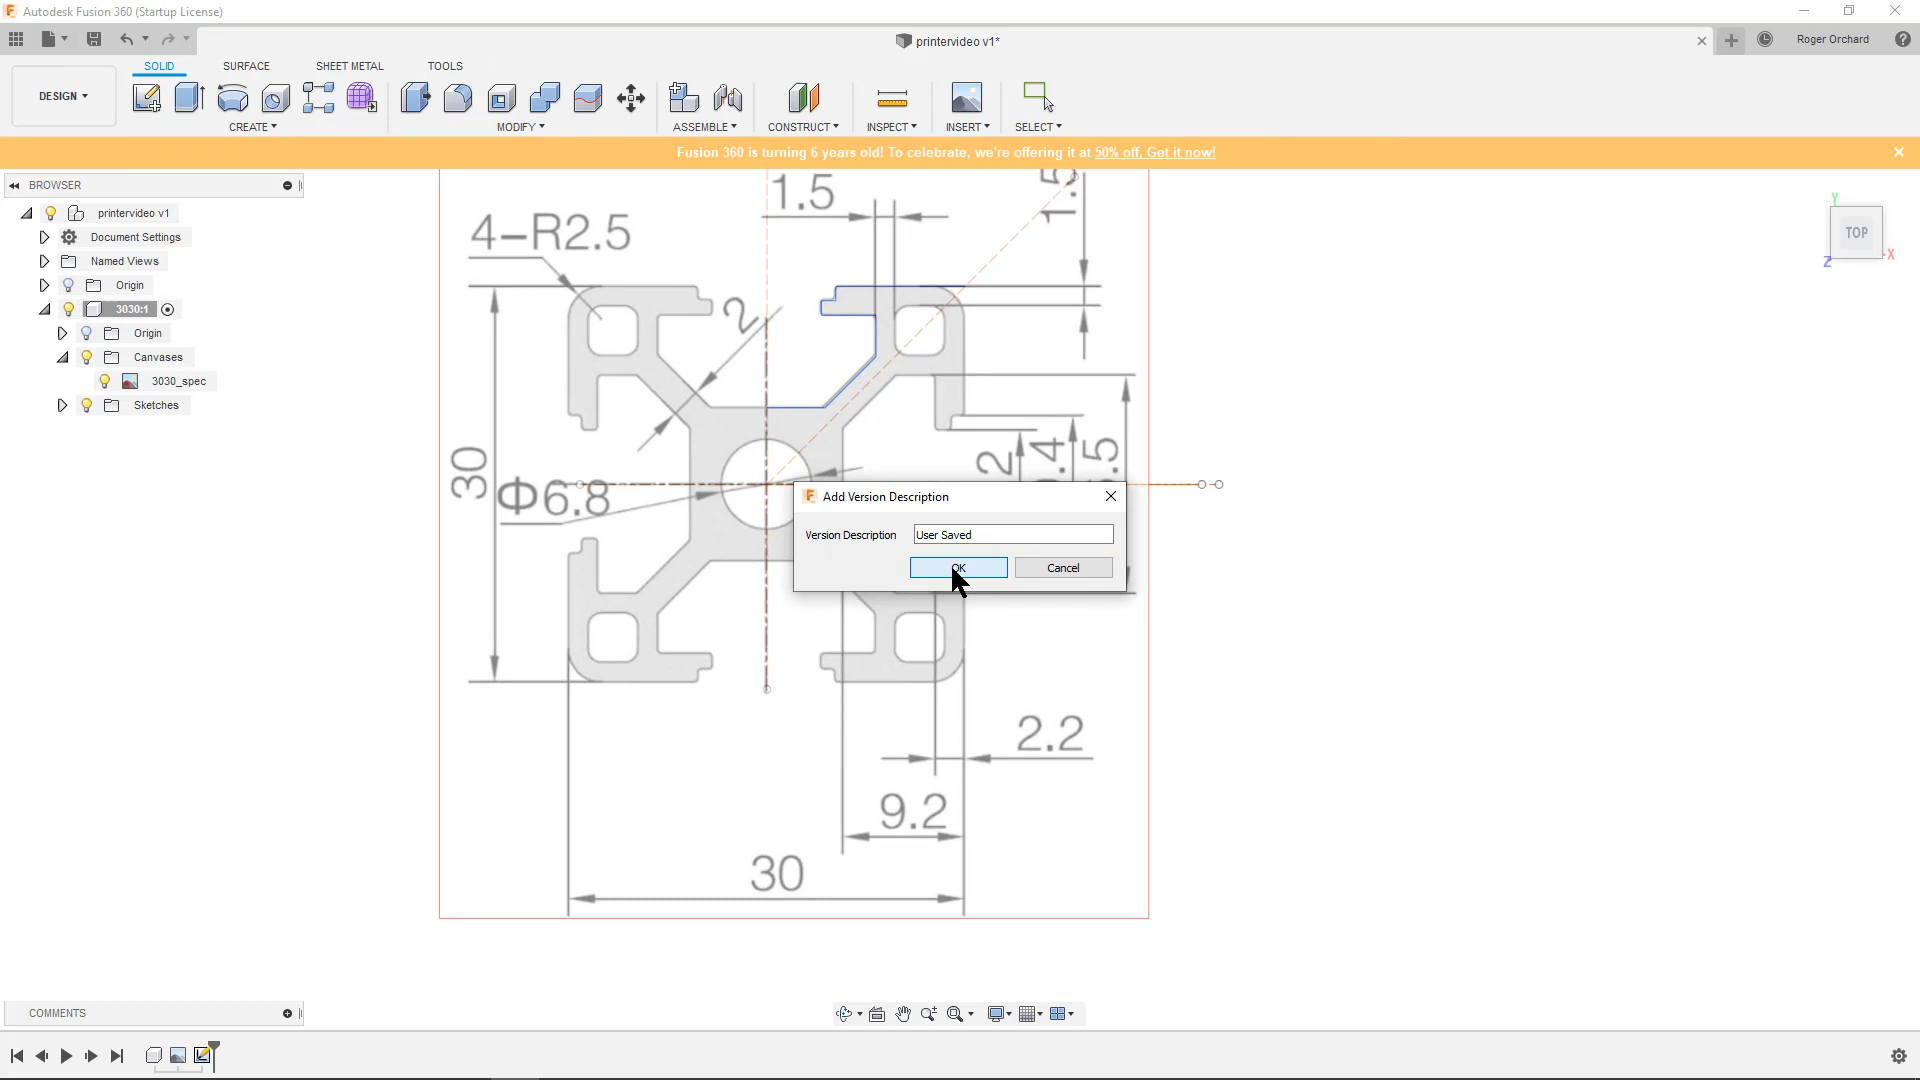 Autodesk Fusion 360 (Startup License)
printervideo v1*
Roger Orchard
DESIGN
SOLID
SURFACE
SHEET METAL
TOOLS
CREATE
MODIFY
ASSEMBLE
CONSTRUCT
INSPECT
INSERT
SELECT
Fusion 360 is turning 6 years old! To celebrate, we're offering it at 50% off. Get it now!
BROWSER
printervideo v1
Document Settings
Named Views
Origin
3030:1
Origin
Canvases
3030_spec
Sketches
TOP
Y
X
Z
4-R2.5
1.5
1.5
2
30
Φ6.8
2
.4
.5
2.2
9.2
30
Add Version Description
Version Description
User Saved
OK
Cancel
COMMENTS